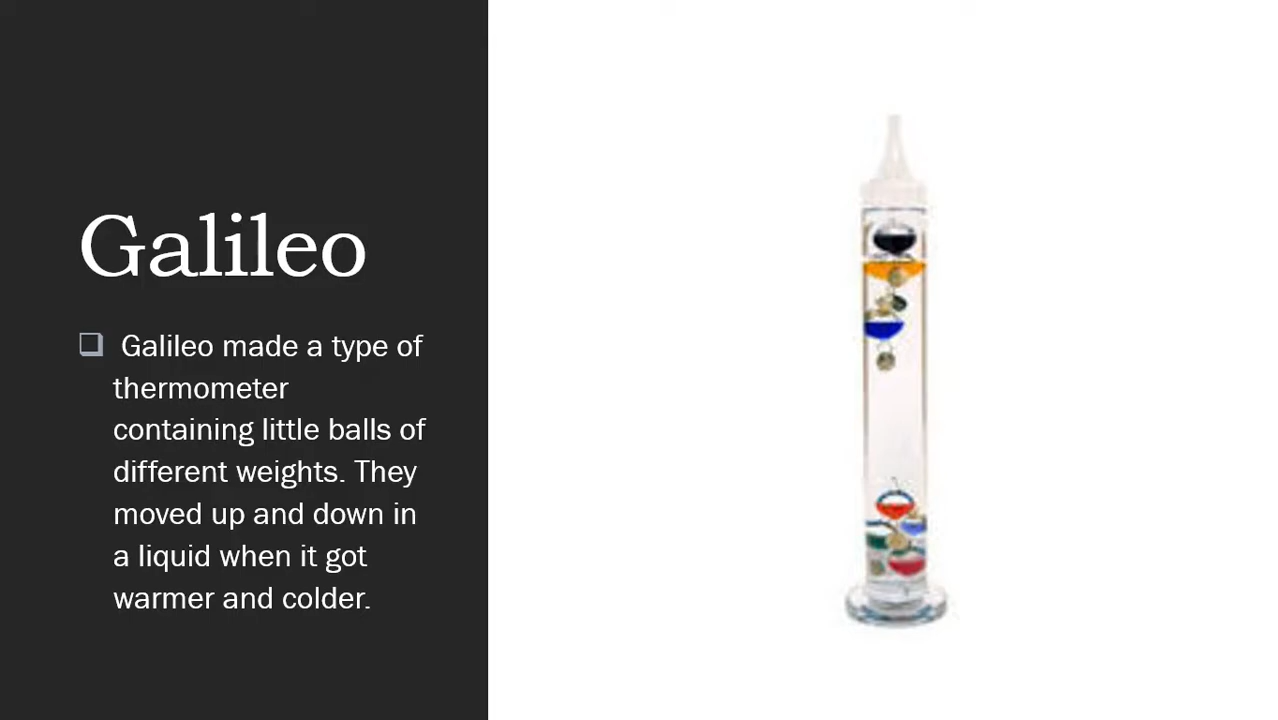 Galileo
❑ Galileo made a type of
thermometer
containing little balls of
different weights. They
moved up and down in
a liquid when it got
warmer and colder.